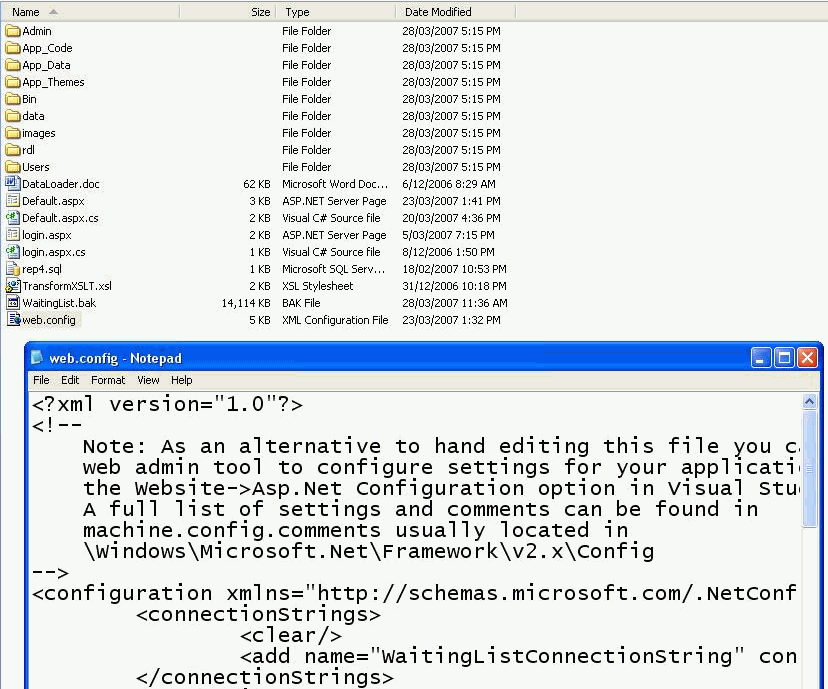 Name Size Type Date Modified
Admin File Folder 28/03/2007 5:15 PM
App_Code File Folder 28/03/2007 5:15 PM
App_Data File Folder 28/03/2007 5:15 PM
App_Themes File Folder 28/03/2007 5:15 PM
Bin File Folder 28/03/2007 5:15 PM
data File Folder 28/03/2007 5:15 PM
images File Folder 28/03/2007 5:15 PM
rdl File Folder 28/03/2007 5:15 PM
Users File Folder 28/03/2007 5:15 PM
DataLoader.doc 62 KB Microsoft Word Doc... 6/12/2006 8:29 AM
Default.aspx 3 KB ASP.NET Server Page 23/03/2007 1:41 PM
Default.aspx.cs 2 KB Visual C# Source file 20/03/2007 4:36 PM
login.aspx 2 KB ASP.NET Server Page 5/03/2007 7:15 PM
login.aspx.cs 1 KB Visual C# Source file 8/12/2006 1:50 PM
rep4.sql 1 KB Microsoft SQL Serv... 18/02/2007 10:53 PM
TransformXSLT.xsl 2 KB XSL Stylesheet 31/12/2006 10:18 PM
WaitingList.bak 14,114 KB BAK File 28/03/2007 11:36 AM
web.config 5 KB XML Configuration File 23/03/2007 1:32 PM
web.config - Notepad
File Edit Format View Help
<?xml version="1.0"?>
<!--
Note: As an alternative to hand editing this file you ca
web admin tool to configure settings for your applicatio
the Website->Asp.Net Configuration option in Visual Stud
A full list of settings and comments can be found in
machine.config.comments usually located in
\Windows\Microsoft.Net\Framework\v2.x\Config
-->
<configuration xmlns="http://schemas.microsoft.com/.NetConf
<connectionStrings>
<clear/>
<add name="WaitingListConnectionString" con
</connectionStrings>